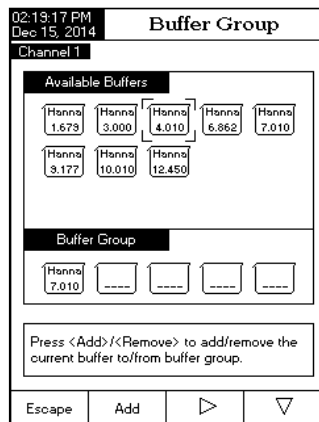 02:19:17 PM
Dec 15, 2014
Buffer Group
Channel 1
Available Buffers
Hanna Hanna Hanna Hanna Hanna
1.679 3.000 4.010 6.862 7.010
Hanna Hanna Hanna
9.177 10.010 12.450
Buffer Group
Hanna
7.010 ---- ---- ---- ----
Press <Add>/<Remove> to add/remove the
current buffer to/from buffer group.
Escape Add